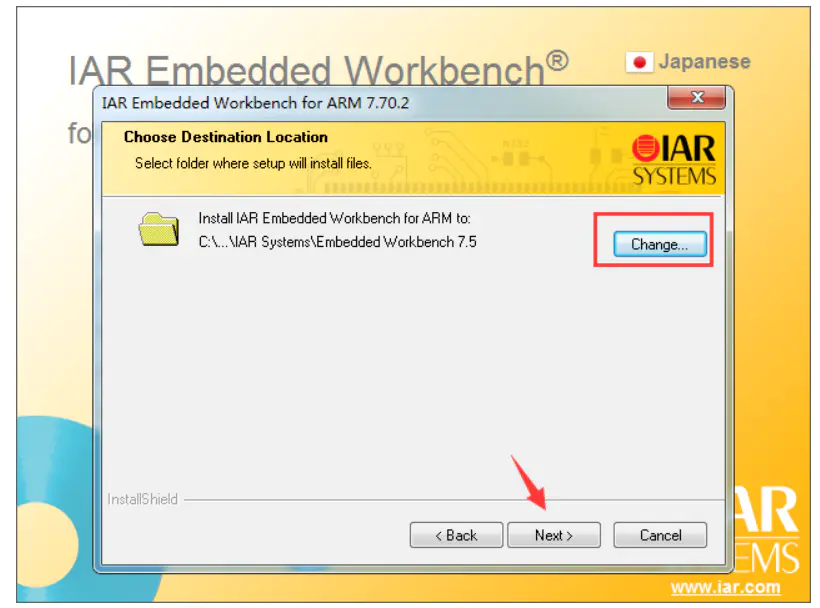 IAR Embedded Workbench®
Japanese
IAR Embedded Workbench for ARM 7.70.2
fo
Choose Destination Location
Select folder where setup will install files.
IAR
SYSTEMS
Install IAR Embedded Workbench for ARM to:
C:\...\IAR Systems\Embedded Workbench 7.5
Change...
InstallShield
< Back
Next >
Cancel
AR
EMS
www.iar.com